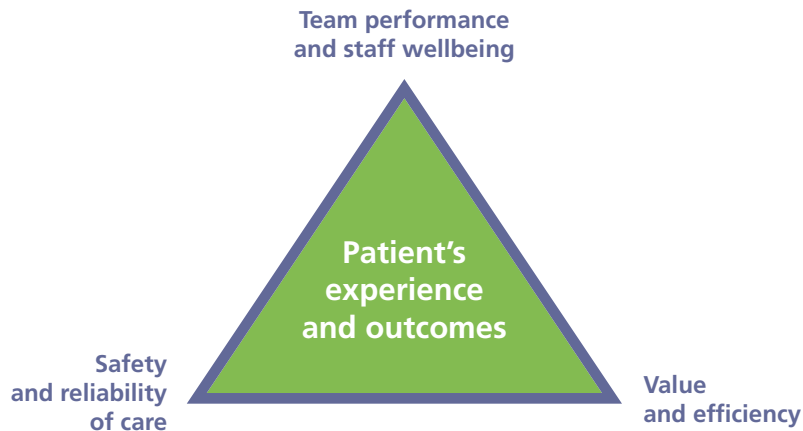 Team performance
and staff wellbeing
Patient’s
experience
and outcomes
Safety
and reliability
of care
Value
and efficiency